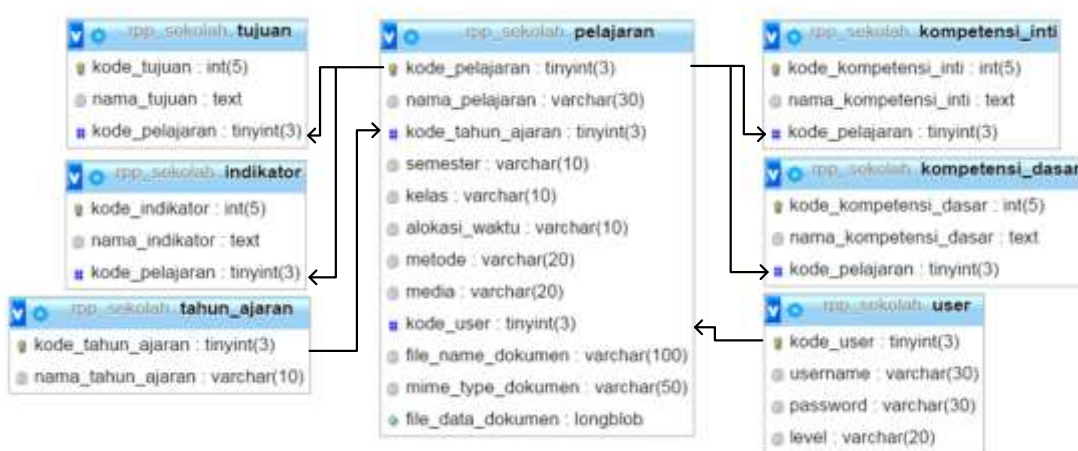 rpp_sekolah tujuan
kode_tujuan : int(5)
nama_tujuan : text
kode_pelajaran : tinyint(3)
rpp_sekolah indikator
kode_indikator : int(5)
nama_indikator : text
kode_pelajaran : tinyint(3)
rpp_sekolah tahun_ajaran
kode_tahun_ajaran : tinyint(3)
nama_tahun_ajaran : varchar(10)
rpp_sekolah pelajaran
kode_pelajaran : tinyint(3)
nama_pelajaran : varchar(30)
kode_tahun_ajaran : tinyint(3)
semester : varchar(10)
kelas : varchar(10)
alokasi_waktu : varchar(10)
metode : varchar(20)
media : varchar(20)
kode_user : tinyint(3)
file_name_dokumen : varchar(100)
mime_type_dokumen : varchar(50)
file_data_dokumen : longblob
rpp_sekolah kompetensi_inti
kode_kompetensi_inti : int(5)
nama_kompetensi_inti : text
kode_pelajaran : tinyint(3)
rpp_sekolah kompetensi_dasar
kode_kompetensi_dasar : int(5)
nama_kompetensi_dasar : text
kode_pelajaran : tinyint(3)
rpp_sekolah user
kode_user : tinyint(3)
username : varchar(30)
password : varchar(30)
level : varchar(20)